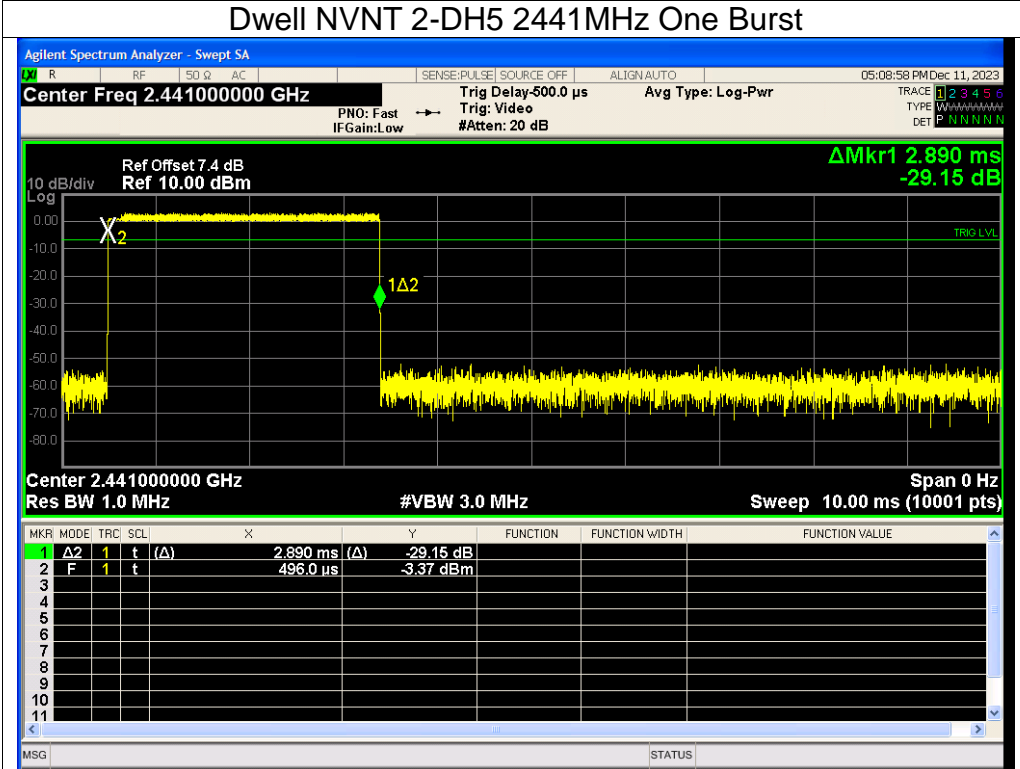 Dwell NVNT 2-DH5 2441MHz One Burst
Agilent Spectrum Analyzer - Swept SA
LXI R RF 50 Ω AC SENSE:PULSE SOURCE OFF ALIGN AUTO 05:08:58 PM Dec 11, 2023
Center Freq 2.441000000 GHz
PNO: Fast
IFGain:Low
Trig Delay-500.0 µs
Trig: Video
#Atten: 20 dB
Avg Type: Log-Pwr
TRACE 1 2 3 4 5 6
TYPE WWWWWW
DET P N N N N N
ΔMkr1 2.890 ms
-29.15 dB
Ref Offset 7.4 dB
10 dB/div Ref 10.00 dBm
Log
0.00
-10.0
-20.0
-30.0
-40.0
-50.0
-60.0
-70.0
-80.0
X2
TRIG LVL
1Δ2
Center 2.441000000 GHz Span 0 Hz
Res BW 1.0 MHz #VBW 3.0 MHz Sweep 10.00 ms (10001 pts)
MKR MODE TRC SCL X Y FUNCTION FUNCTION WIDTH FUNCTION VALUE
1 Δ2 1 t (Δ) 2.890 ms (Δ) -29.15 dB
2 F 1 t 496.0 µs -3.37 dBm
3
4
5
6
7
8
9
10
11
MSG STATUS